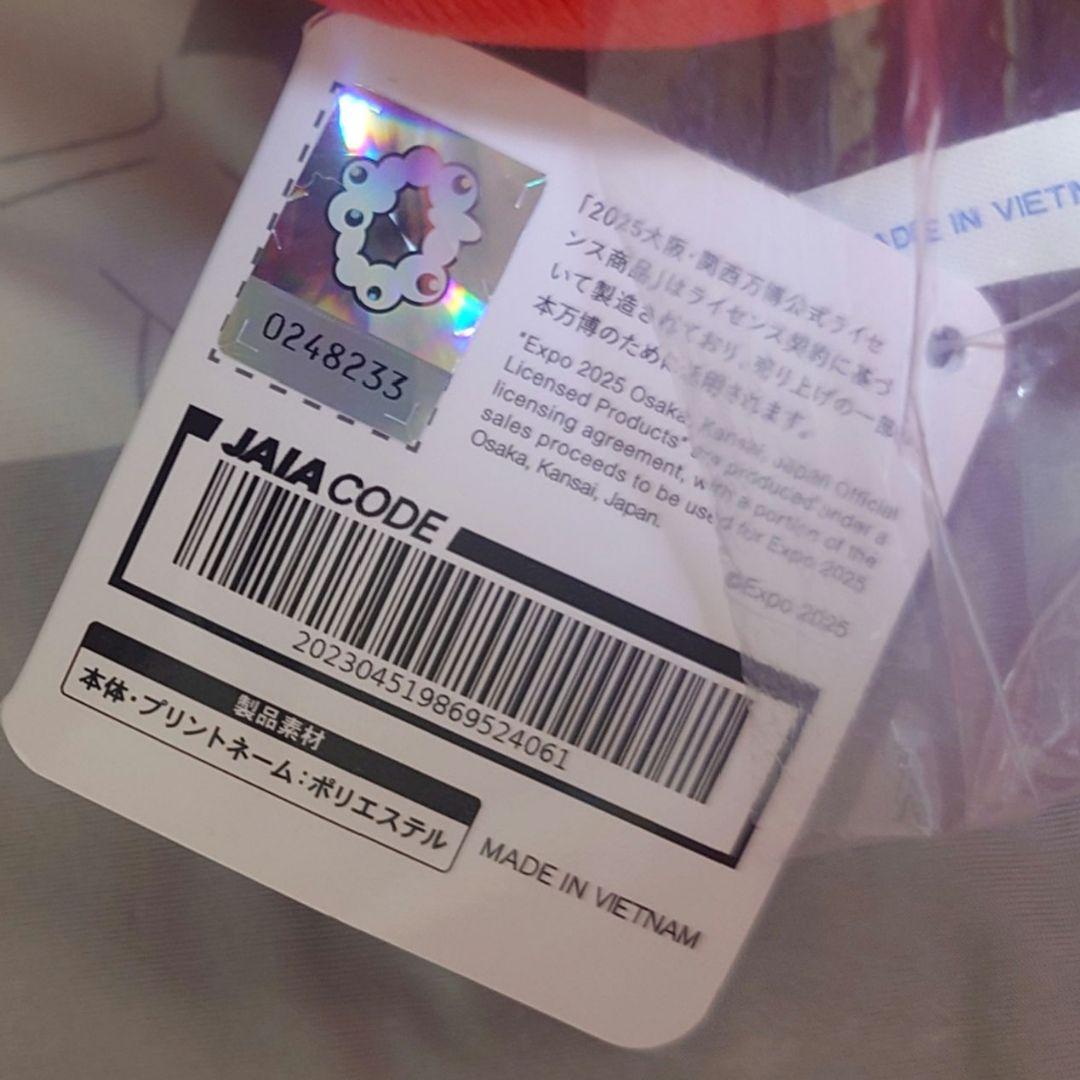 0248233
「2025大阪・関西万博公式ライセ
ンス商品」はライセンス契約に基づ
いて製造されており、売り上げの一部
本万博のために活用されます。
"Expo 2025 Osaka, Kansai, Japan Official
Licensed Products" are produced under a
licensing agreement, with a portion of the
sales proceeds to be used for Expo 2025
Osaka, Kansai, Japan.
©Expo 2025
JAIA CODE
202304519869524061
製品素材
本体・プリントネーム:ポリエステル
MADE IN VIETNAM
MADE IN